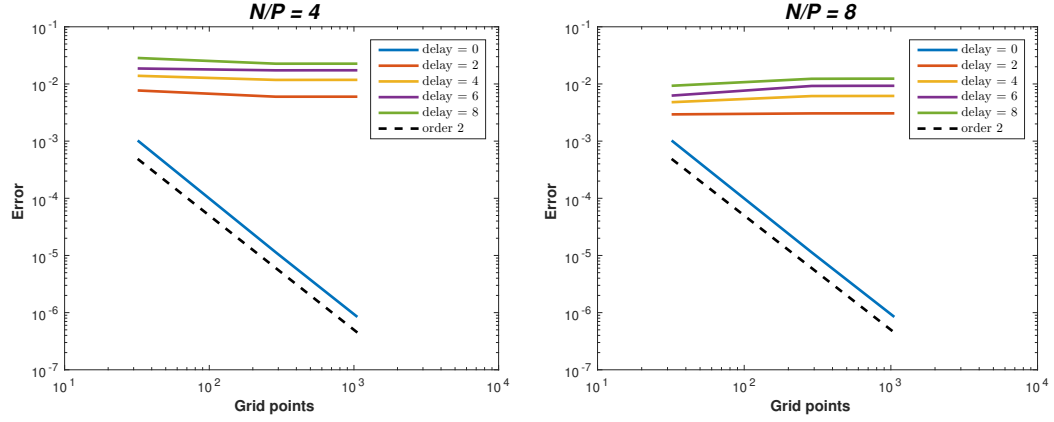 N/P = 4
10^-1
10^-2
10^-3
10^-4
10^-5
10^-6
10^-7
Error
10^1
10^2
10^3
10^4
Grid points
delay = 0
delay = 2
delay = 4
delay = 6
delay = 8
order 2
N/P = 8
10^-1
10^-2
10^-3
10^-4
10^-5
10^-6
10^-7
Error
10^1
10^2
10^3
10^4
Grid points
delay = 0
delay = 2
delay = 4
delay = 6
delay = 8
order 2